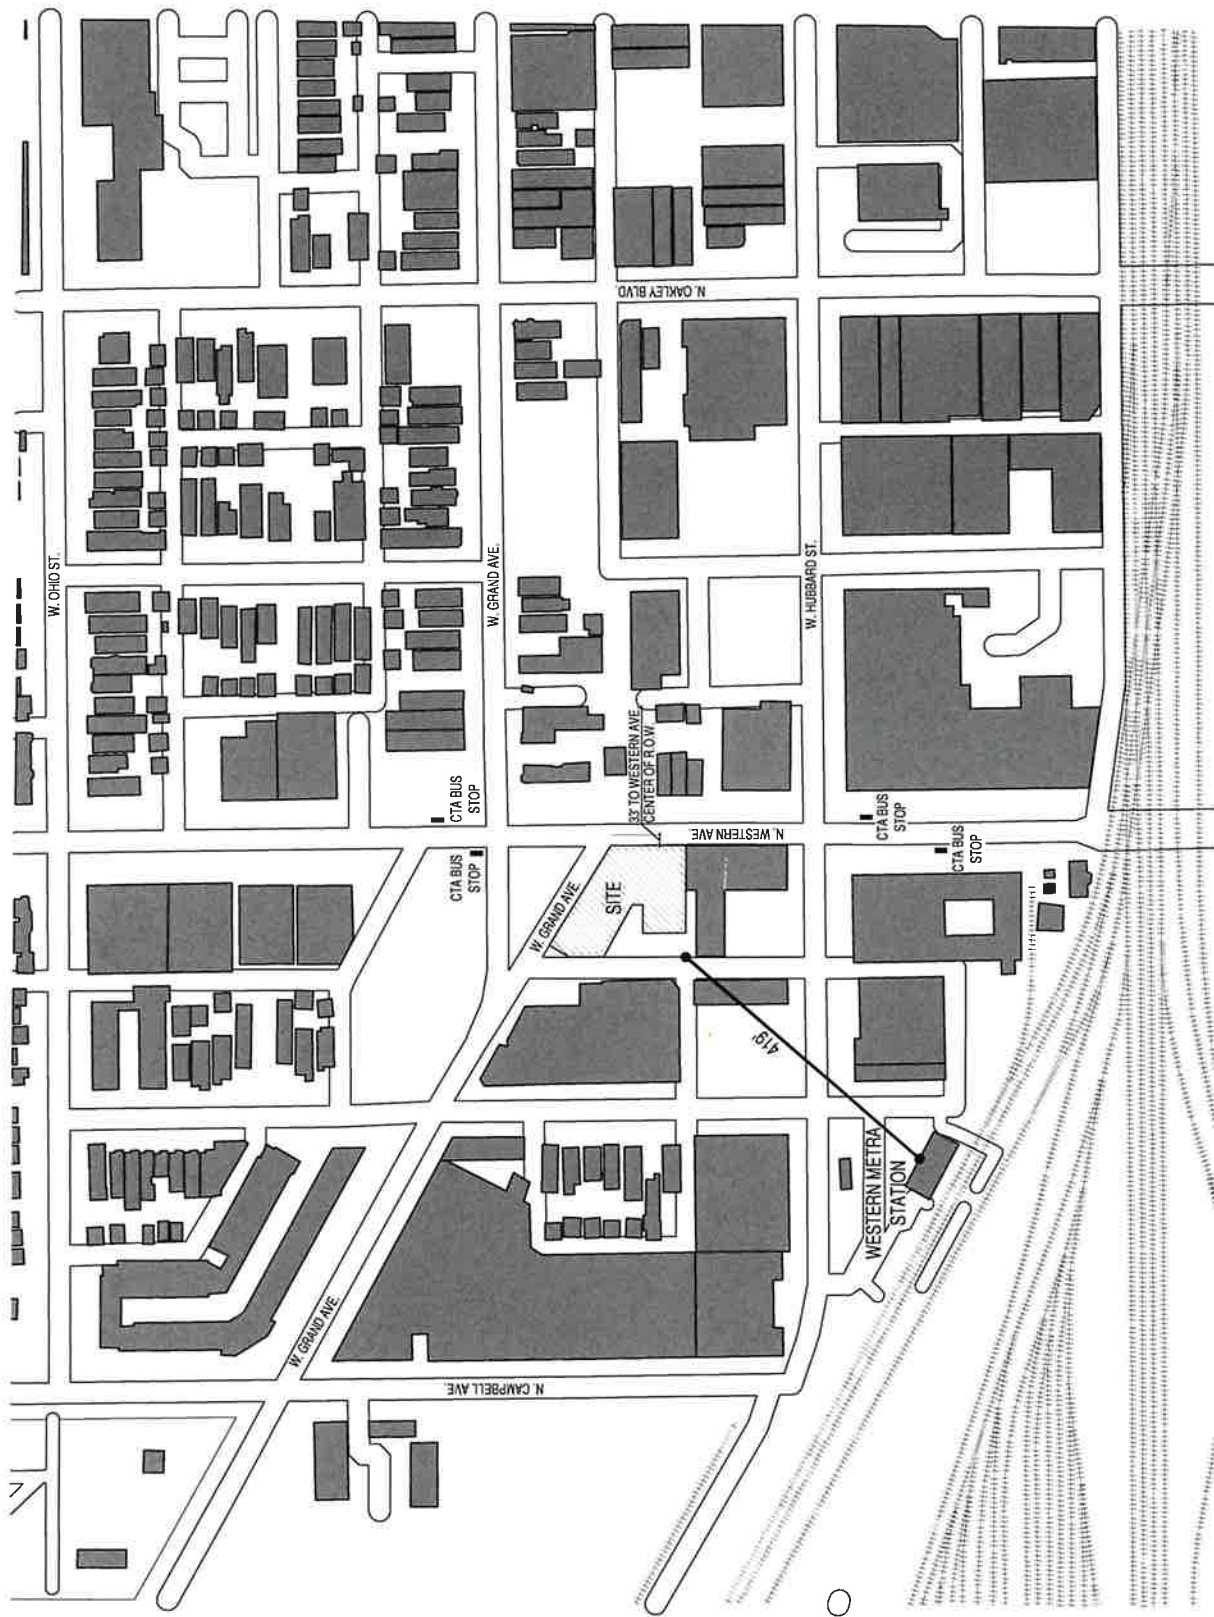 W. OHIO ST.
W. GRAND AVE.
N. OAKLEY BLVD.
W. HUBBARD ST.
33' TO WESTERN AVE
CENTER OF R.O.W.
CTA BUS
STOP
N. WESTERN AVE
CTA BUS
STOP
CTA BUS
STOP
CTA BUS
STOP
W. GRAND AVE.
SITE
419'
WESTERN METRA
STATION
W. GRAND AVE.
N. CAMPBELL AVE.